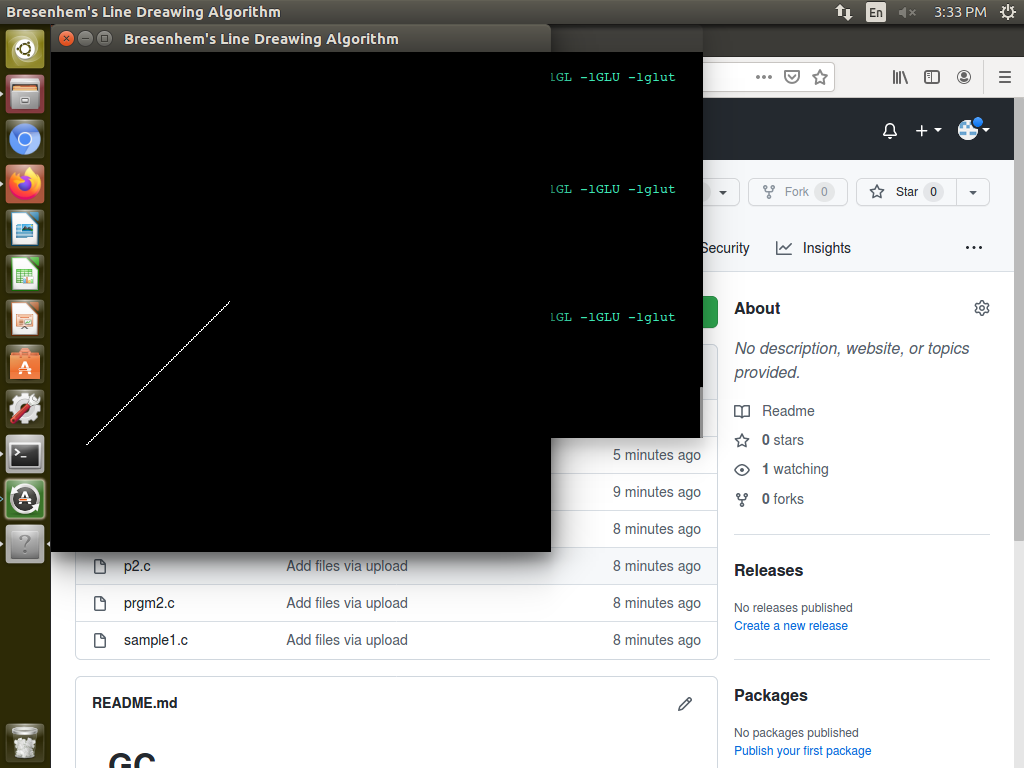 Bresenhem's Line Dreawing Algorithm
En
3:33 PM
Bresenhem's Line Dreawing Algorithm
lGL -lGLU -lglut
lGL -lGLU -lglut
lGL -lGLU -lglut
Fork 0
Star 0
Security
Insights
About
No description, website, or topics
provided.
Readme
0 stars
1 watching
0 forks
5 minutes ago
9 minutes ago
8 minutes ago
p2.c Add files via upload 8 minutes ago
prgm2.c Add files via upload 8 minutes ago
sample1.c Add files via upload 8 minutes ago
Releases
No releases published
Create a new release
README.md
GC
Packages
No packages published
Publish your first package